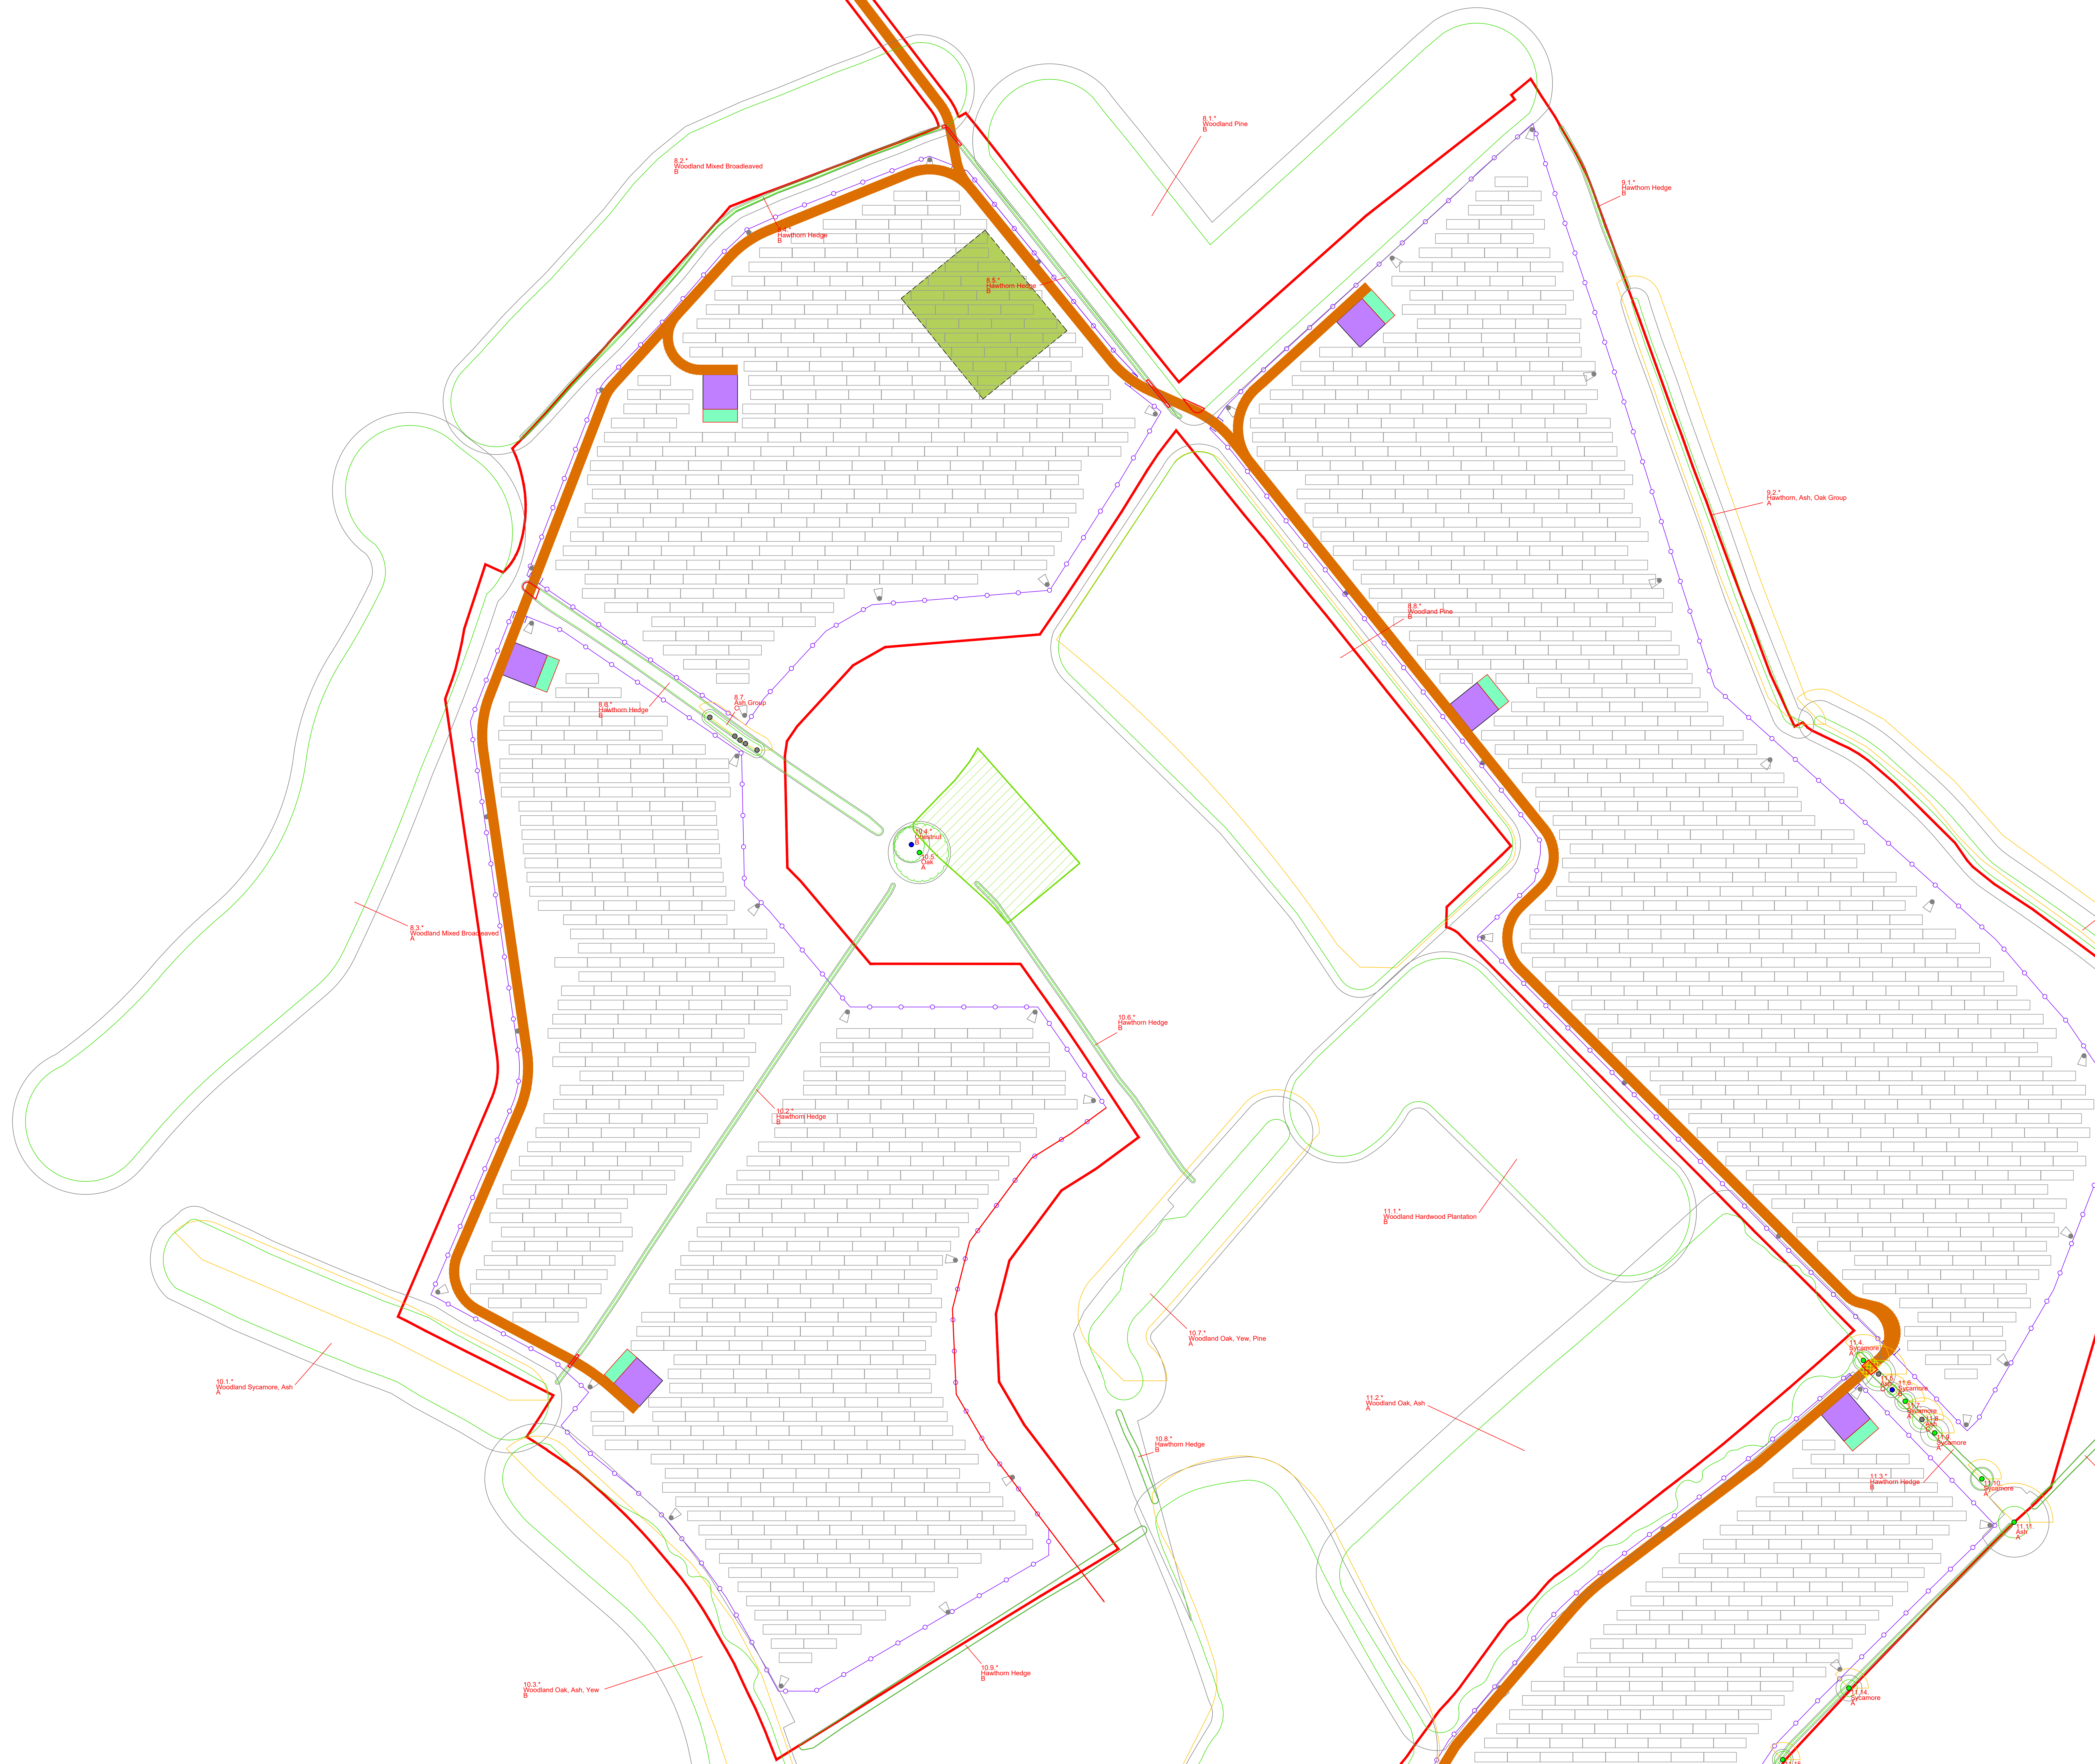 8.1.*
Woodland Pine
B
8.2.*
Woodland Mixed Broadleaved
B
9.1.*
Hawthorn Hedge
B
8.4.*
Hawthorn Hedge
B
8.5.*
Hawthorn Hedge
B
9.2.*
Hawthorn, Ash, Oak Group
A
8.8.*
Woodland Pine
B
8.7.
Ash Group
C
8.6.*
Hawthorn Hedge
B
10.4.*
Chestnut
B
10.5.
Oak
A
8.3.*
Woodland Mixed Broadleaved
A
10.6.*
Hawthorn Hedge
B
10.2.*
Hawthorn Hedge
B
11.1.*
Woodland Hardwood Plantation
B
10.7.*
Woodland Oak, Yew, Pine
A
11.4.
Sycamore
A
10.1.*
Woodland Sycamore, Ash
A
11.6.
Sycamore
B
11.2.*
Woodland Oak, Ash
A
11.7.
Sycamore
A
11.8.
11.9.
Sycamore
A
10.8.*
Hawthorn Hedge
B
11.3.*
Hawthorn Hedge
B
11.10.
Sycamore
A
11.11.
Ash
A
10.9.*
Hawthorn Hedge
B
10.3.*
Woodland Oak, Ash, Yew
B
11.14.
Sycamore
A